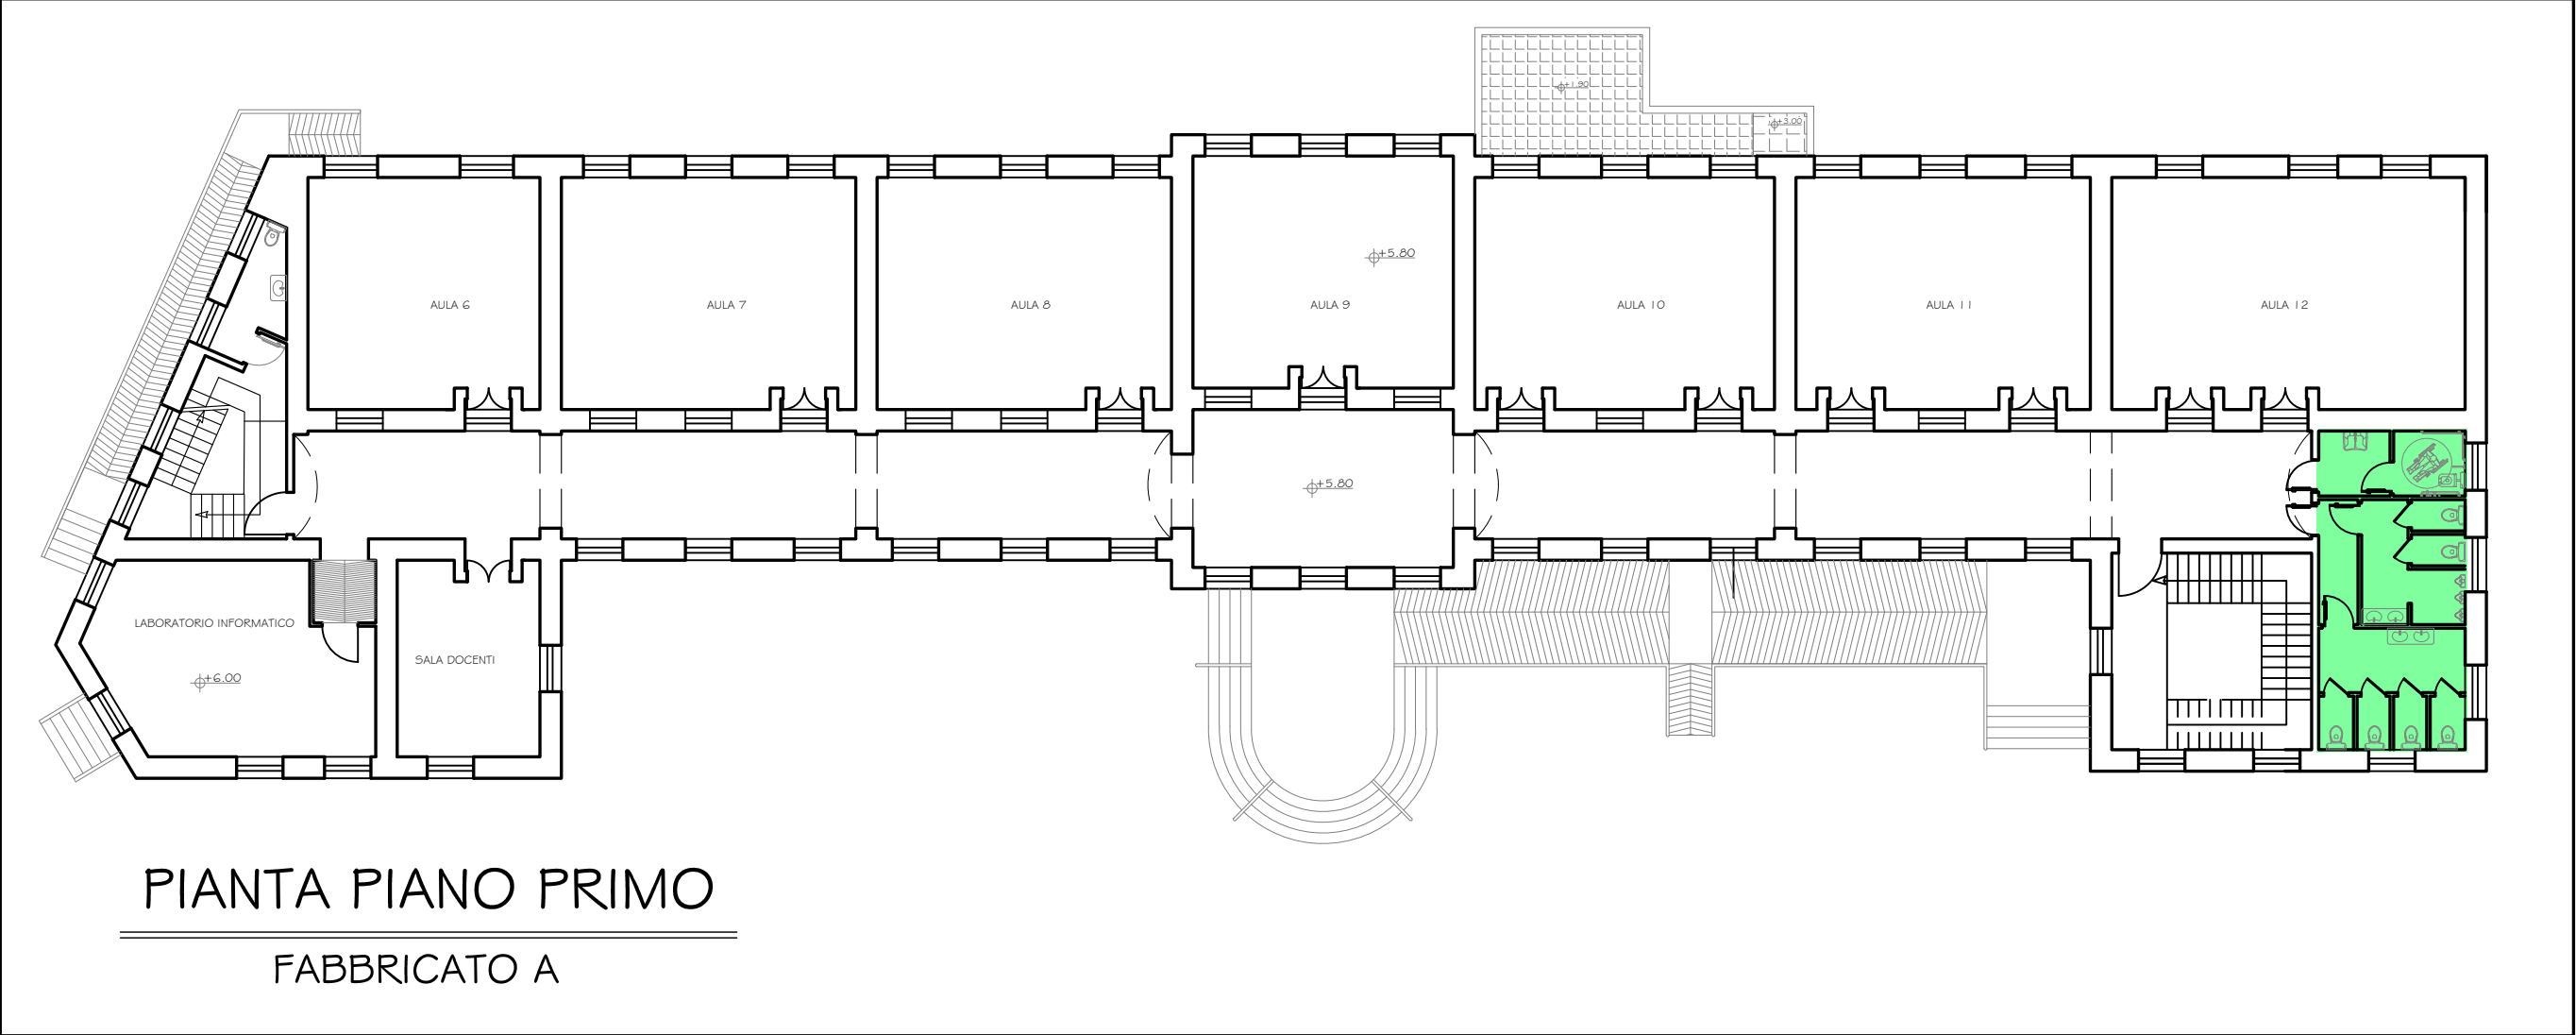 +1.90
+3.00
+5.80
AULA 6
AULA 7
AULA 8
AULA 9
AULA 10
AULA 11
AULA 12
+5.80
LABORATORIO INFORMATICO
SALA DOCENTI
+6.00
PIANTA PIANO PRIMO
FABBRICATO A